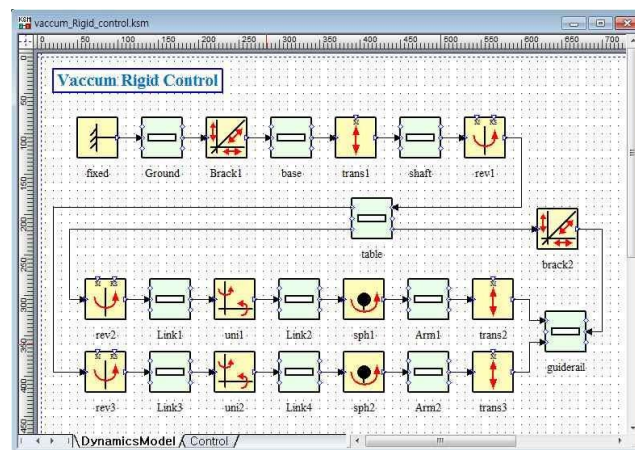 vaccum_Rigid_control.ksm
0 50 100 150 200 250 300 350 400 450 500 550 600 650 700
Vaccum Rigid Control
fixed Ground Brack1 base trans1 shaft rev1
table
brack2
rev2 Link1 uni1 Link2 sph1 Arm1 trans2
guiderail
rev3 Link3 uni2 Link4 sph2 Arm2 trans3
DynamicsModel Control